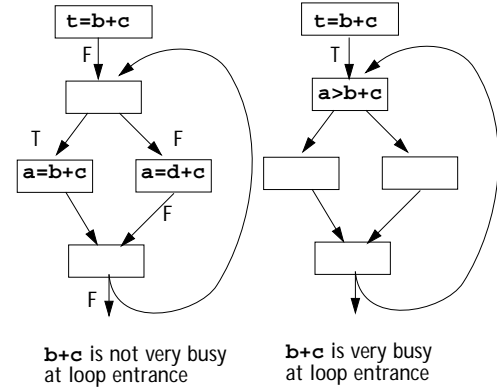 t=b+c
F
T
F
a=b+c
a=d+c
F
F
b+c is not very busy
at loop entrance
t=b+c
T
a>b+c
b+c is very busy
at loop entrance